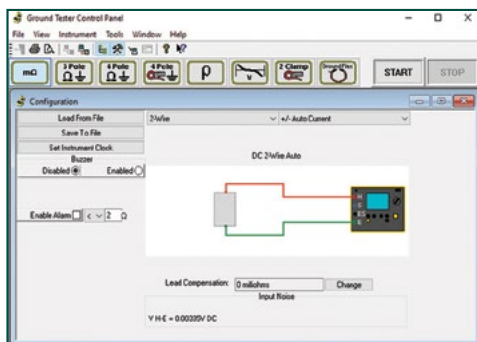 Ground Tester Control Panel
File View Instrument Tools Window Help
mΩ 3 Pole 4 Pole 4 Pole ρ V 2 Clamp GroundFlex START STOP
Configuration
Load From File 2-Wire +/- Auto Current
Save To File
Set Instrument Clock
Buzzer
Disabled Enabled
DC 2-Wire Auto
Enable Alarm < 2 Ω
H
S
ES
E
Lead Compensation: 0 milliohms Change
Input Noise
V H-E = 0.00335V DC